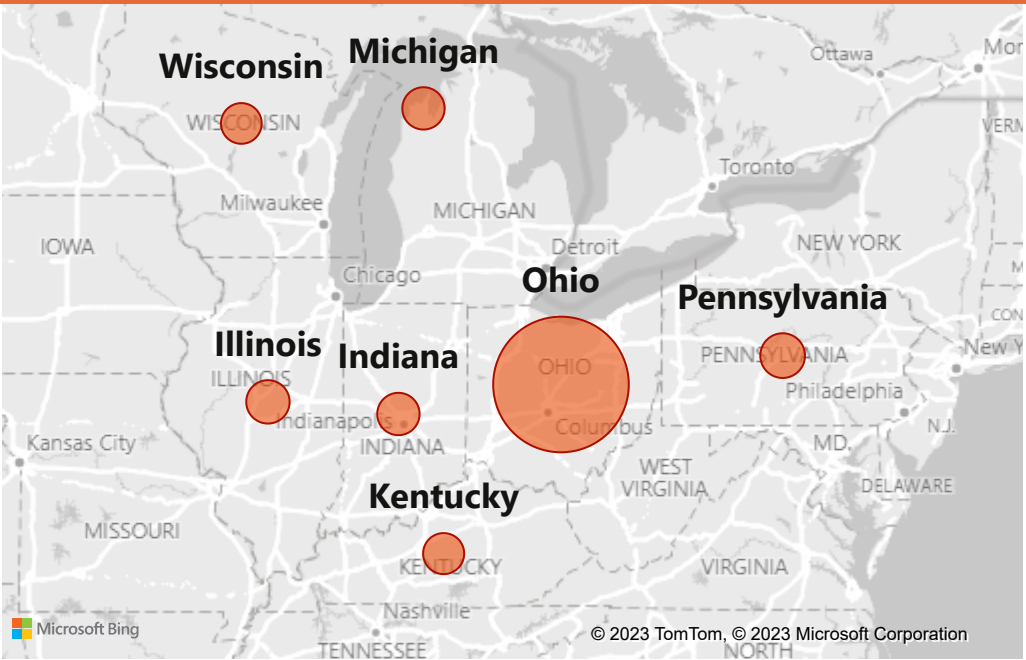 Michigan
Wisconsin
Ottawa
Mor
WISCONSIN
VERM
Toronto
Milwaukee
MICHIGAN
IOWA
Detroit
NEW YORK
Chicago
M
Ohio
Pennsylvania
CON
Illinois
Indiana
New Y
PENNSYLVANIA
OHIO
ILLINOIS
Philadelphia
Indianapolis
Columbus
N.J.
Kansas City
INDIANA
MD.
WEST
VIRGINIA
DELAWARE
Kentucky
MISSOURI
KENTUCKY
VIRGINIA
Nashville
Microsoft Bing
© 2023 TomTom, © 2023 Microsoft Corporation
TENNESSEE
NORTH